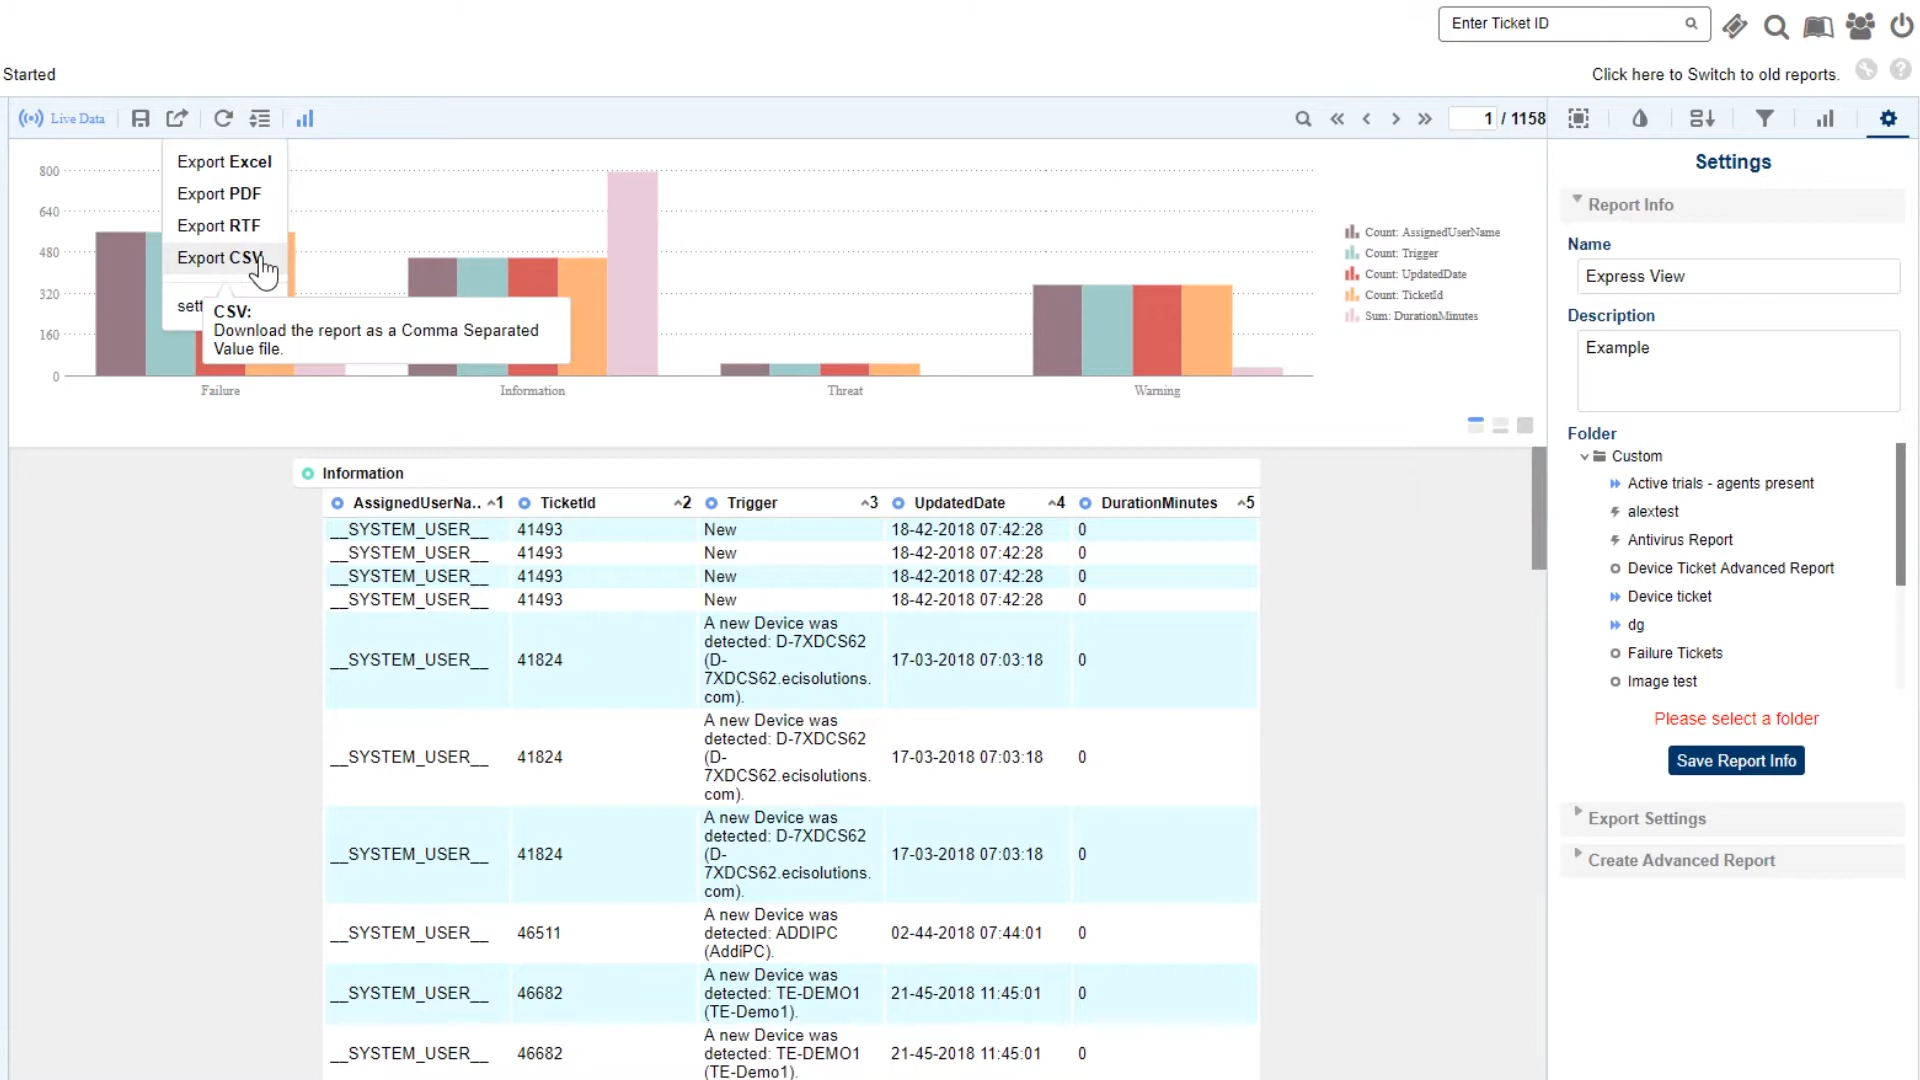 Enter Ticket ID
Started
Click here to Switch to old reports.
Live Data
1 / 1158
Export Excel
Export PDF
Export RTF
Export CSV
sett
CSV:
Download the report as a Comma Separated
Value file.
800
640
480
320
160
0
Failure
Information
Threat
Warning
Count: AssignedUserName
Count: Trigger
Count: UpdatedDate
Count: TicketId
Sum: DurationMinutes
Information
AssignedUserNa.. ^1 TicketId ^2 Trigger ^3 UpdatedDate ^4 DurationMinutes ^5
__SYSTEM_USER__ 41493 New 18-42-2018 07:42:28 0
__SYSTEM_USER__ 41493 New 18-42-2018 07:42:28 0
__SYSTEM_USER__ 41493 New 18-42-2018 07:42:28 0
__SYSTEM_USER__ 41493 New 18-42-2018 07:42:28 0
A new Device was
detected: D-7XDCS62
(D-
__SYSTEM_USER__ 41824 17-03-2018 07:03:18 0
7XDCS62.ecisolutions.
com).
A new Device was
detected: D-7XDCS62
(D-
__SYSTEM_USER__ 41824 17-03-2018 07:03:18 0
7XDCS62.ecisolutions.
com).
A new Device was
detected: D-7XDCS62
(D-
__SYSTEM_USER__ 41824 17-03-2018 07:03:18 0
7XDCS62.ecisolutions.
com).
A new Device was
__SYSTEM_USER__ 46511 detected: ADDIPC 02-44-2018 07:44:01 0
(AddiPC).
A new Device was
__SYSTEM_USER__ 46682 detected: TE-DEMO1 21-45-2018 11:45:01 0
(TE-Demo1).
A new Device was
__SYSTEM_USER__ 46682 detected: TE-DEMO1 21-45-2018 11:45:01 0
(TE-Demo1).
Settings
Report Info
Name
Express View
Description
Example
Folder
Custom
Active trials - agents present
alextest
Antivirus Report
Device Ticket Advanced Report
Device ticket
dg
Failure Tickets
Image test
Please select a folder
Save Report Info
Export Settings
Create Advanced Report